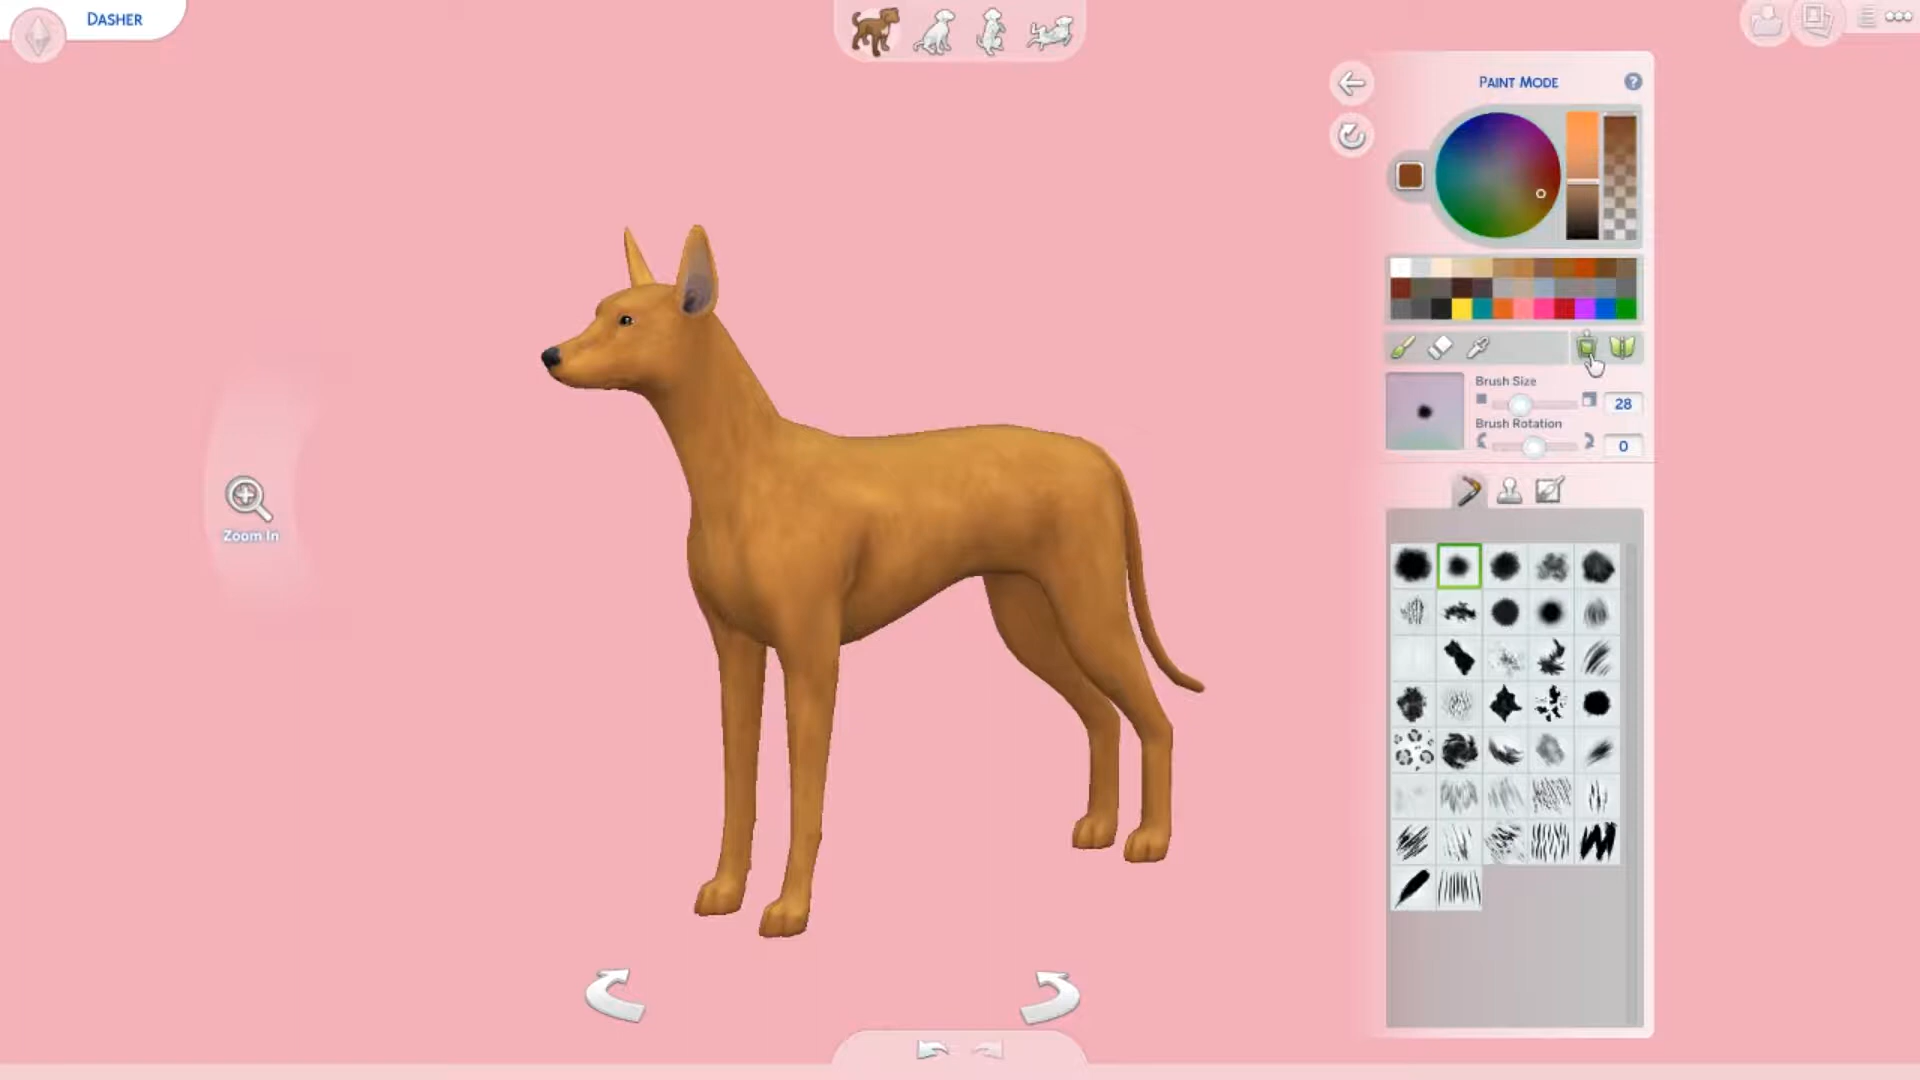 DASHER
PAINT MODE
?
Brush Size
28
Brush Rotation
0
Zoom In